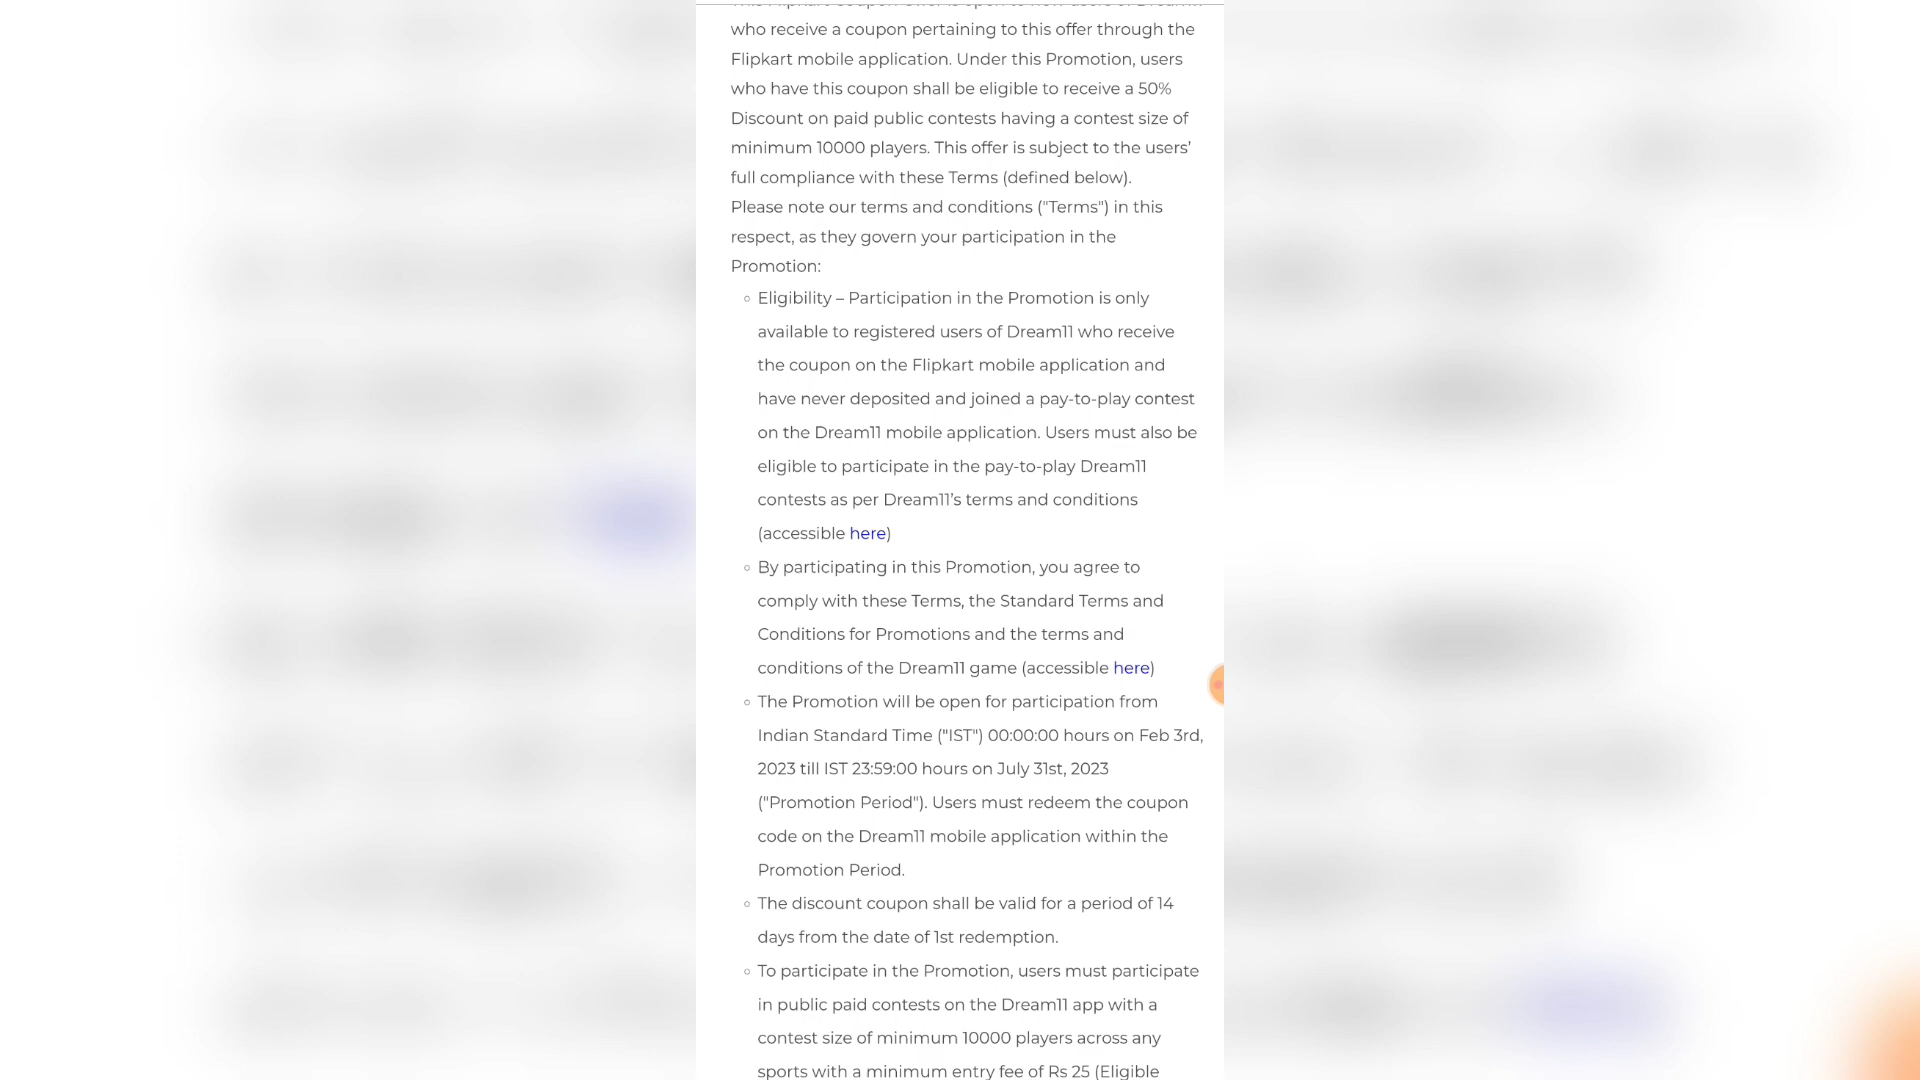 who receive a coupon pertaining to this offer through the
Flipkart mobile application. Under this Promotion, users
who have this coupon shall be eligible to receive a 50%
Discount on paid public contests having a contest size of
minimum 10000 players. This offer is subject to the users’
full compliance with these Terms (defined below).
Please note our terms and conditions ("Terms") in this
respect, as they govern your participation in the
Promotion:
Eligibility – Participation in the Promotion is only
available to registered users of Dream11 who receive
the coupon on the Flipkart mobile application and
have never deposited and joined a pay-to-play contest
on the Dream11 mobile application. Users must also be
eligible to participate in the pay-to-play Dream11
contests as per Dream11’s terms and conditions
(accessible here)
By participating in this Promotion, you agree to
comply with these Terms, the Standard Terms and
Conditions for Promotions and the terms and
conditions of the Dream11 game (accessible here)
The Promotion will be open for participation from
Indian Standard Time ("IST") 00:00:00 hours on Feb 3rd,
2023 till IST 23:59:00 hours on July 31st, 2023
("Promotion Period"). Users must redeem the coupon
code on the Dream11 mobile application within the
Promotion Period.
The discount coupon shall be valid for a period of 14
days from the date of 1st redemption.
To participate in the Promotion, users must participate
in public paid contests on the Dream11 app with a
contest size of minimum 10000 players across any
sports with a minimum entry fee of Rs 25 (Eligible